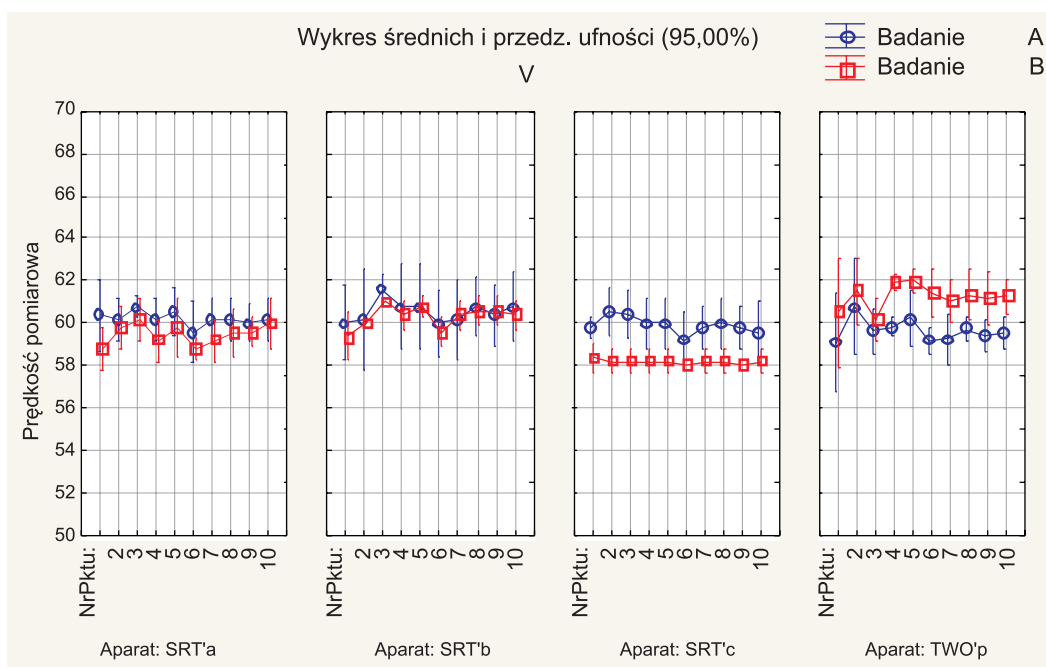 Wykres średnich i przedz. ufności (95,00%)
V
Badanie A
Badanie B
Prędkość pomiarowa
70
68
66
64
62
60
58
56
54
52
50
NrPktu: 2 3 4 5 6 7 8 9 10
NrPktu: 2 3 4 5 6 7 8 9 10
NrPktu: 2 3 4 5 6 7 8 9 10
NrPktu: 2 3 4 5 6 7 8 9 10
Aparat: SRT'a Aparat: SRT'b Aparat: SRT'c Aparat: TWO'p